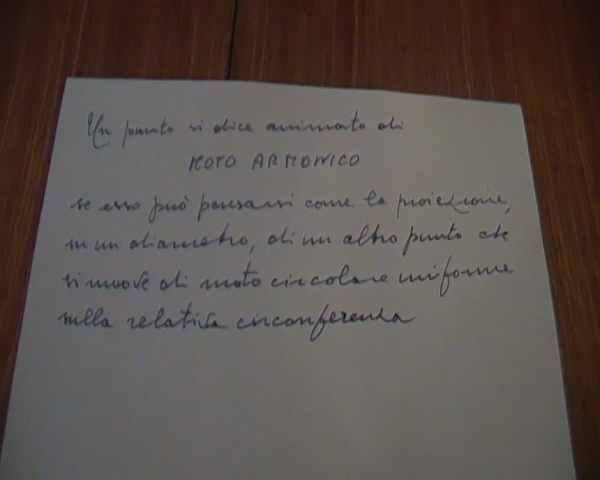 Un punto si dice animato di
MOTO ARMONICO
se esso può pensarsi come la proiezione,
su un diametro, di un altro punto che
si muove di moto circolare uniforme
sulla relativa circonferenza